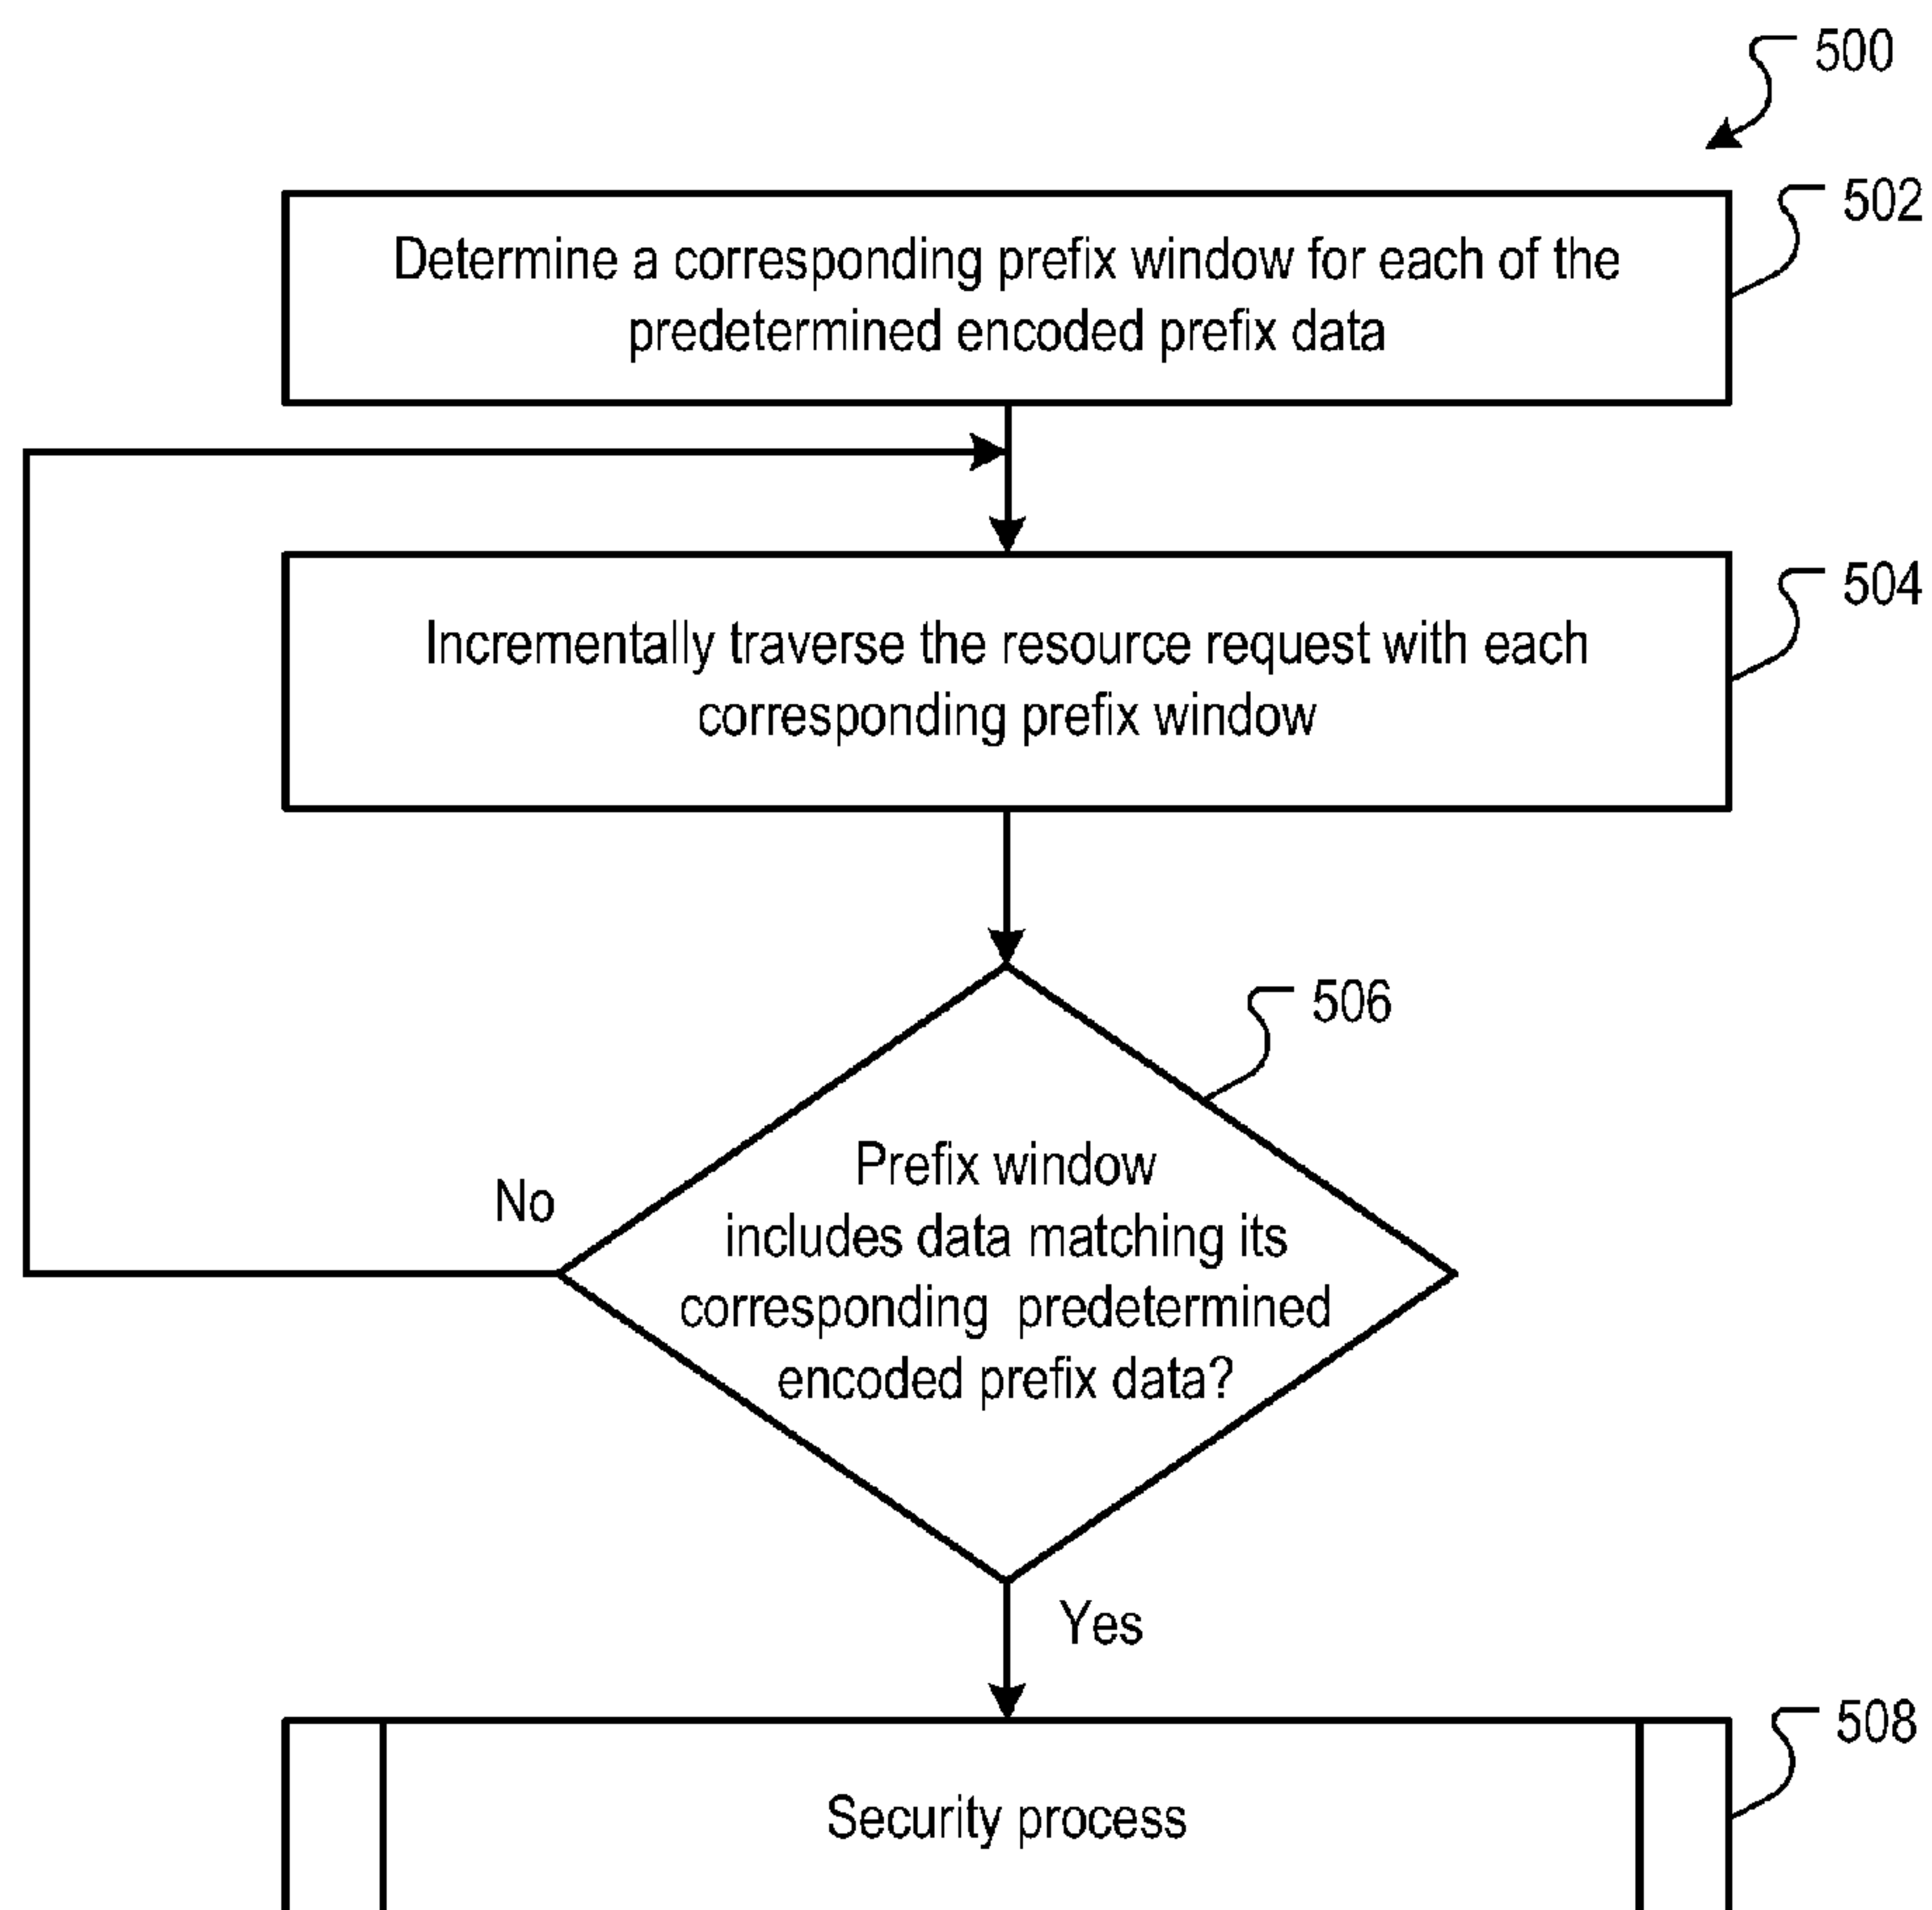 500
502
Determine a corresponding prefix window for each of the
predetermined encoded prefix data
504
Incrementally traverse the resource request with each
corresponding prefix window
506
Prefix window
includes data matching its
corresponding predetermined
encoded prefix data?
No
Yes
508
Security process